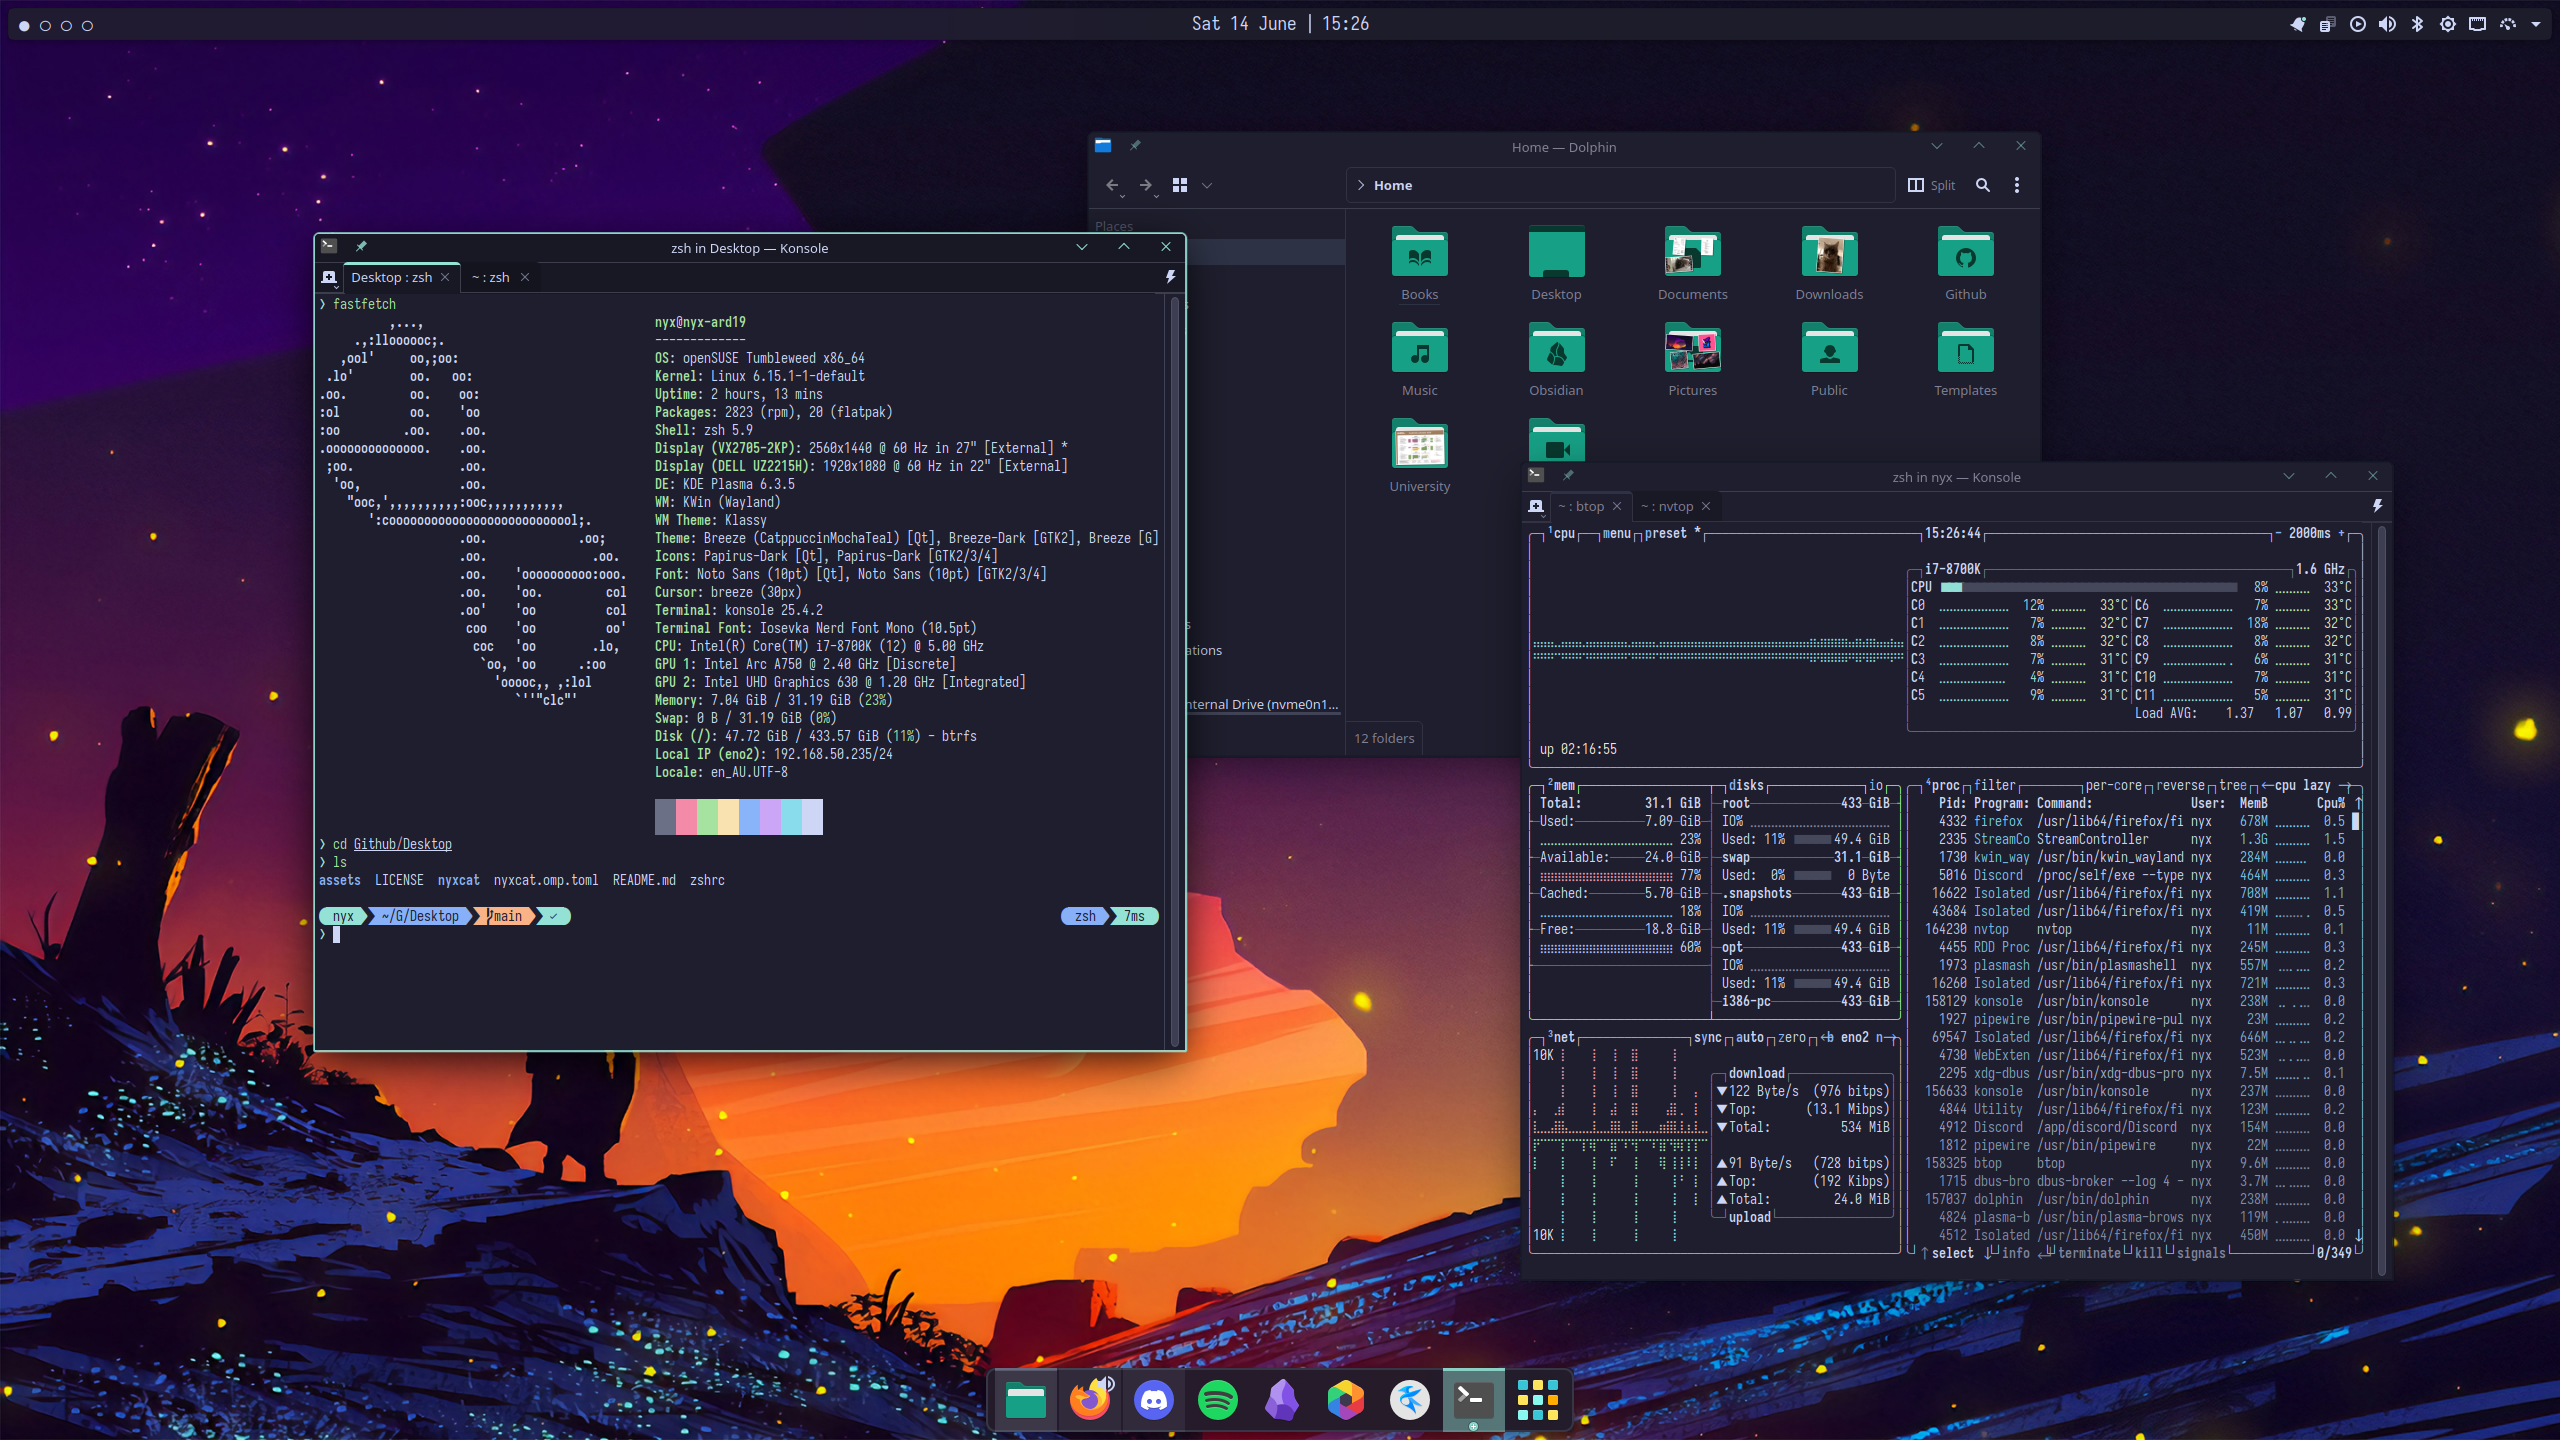 Sat 14 June | 15:26
Home — Dolphin
Home
Split
Places
Books
Desktop
Documents
Downloads
Github
Music
Obsidian
Pictures
Public
Templates
University
ations
nternal Drive (nvme0n1...
12 folders
zsh in Desktop — Konsole
Desktop : zsh
~ : zsh
❯ fastfetch
nyx@nyx-ard19
-------------
OS: openSUSE Tumbleweed x86_64
Kernel: Linux 6.15.1-1-default
Uptime: 2 hours, 13 mins
Packages: 2823 (rpm), 20 (flatpak)
Shell: zsh 5.9
Display (VX2705-2KP): 2560x1440 @ 60 Hz in 27" [External] *
Display (DELL UZ2215H): 1920x1080 @ 60 Hz in 22" [External]
DE: KDE Plasma 6.3.5
WM: KWin (Wayland)
WM Theme: Klassy
Theme: Breeze (CatppuccinMochaTeal) [Qt], Breeze-Dark [GTK2], Breeze [G]
Icons: Papirus-Dark [Qt], Papirus-Dark [GTK2/3/4]
Font: Noto Sans (10pt) [Qt], Noto Sans (10pt) [GTK2/3/4]
Cursor: breeze (30px)
Terminal: konsole 25.4.2
Terminal Font: Iosevka Nerd Font Mono (10.5pt)
CPU: Intel(R) Core(TM) i7-8700K (12) @ 5.00 GHz
GPU 1: Intel Arc A750 @ 2.40 GHz [Discrete]
GPU 2: Intel UHD Graphics 630 @ 1.20 GHz [Integrated]
Memory: 7.04 GiB / 31.19 GiB (23%)
Swap: 0 B / 31.19 GiB (0%)
Disk (/): 47.72 GiB / 433.57 GiB (11%) - btrfs
Local IP (eno2): 192.168.50.235/24
Locale: en_AU.UTF-8
❯ cd Github/Desktop
❯ ls
assets LICENSE nyxcat nyxcat.omp.toml README.md zshrc
nyx ~/G/Desktop main ✓ zsh 7ms
❯
zsh in nyx — Konsole
~ : btop
~ : nvtop
1cpu menu preset * 15:26:44 - 2000ms +
i7-8700K 1.6 GHz
CPU 8% 33°C
C0 12% 33°C C6 7% 33°C
C1 7% 32°C C7 18% 32°C
C2 8% 32°C C8 8% 32°C
C3 7% 31°C C9 6% 31°C
C4 4% 31°C C10 7% 31°C
C5 9% 31°C C11 5% 31°C
Load AVG: 1.37 1.07 0.99
up 02:16:55
2mem
Total: 31.1 GiB
Used: 7.09 GiB
23%
Available: 24.0 GiB
77%
Cached: 5.70 GiB
18%
Free: 18.8 GiB
60%
disks io
root 433 GiB
IO%
Used: 11% 49.4 GiB
swap 31.1 GiB
Used: 0% 0 Byte
.snapshots 433 GiB
IO%
Used: 11% 49.4 GiB
opt 433 GiB
IO%
Used: 11% 49.4 GiB
i386-pc 433 GiB
3net sync auto zero ←b eno2 n→
10K
download
▼122 Byte/s (976 bitps)
▼Top: (13.1 Mibps)
▼Total: 534 MiB
▲91 Byte/s (728 bitps)
▲Top: (192 Kibps)
▲Total: 24.0 MiB
upload
10K
4proc filter per-core reverse tree ← cpu lazy →
Pid: Program: Command: User: MemB Cpu% ↑
4332 firefox /usr/lib64/firefox/fi nyx 678M 0.5
2335 StreamCo StreamController nyx 1.3G 1.5
1730 kwin_way /usr/bin/kwin_wayland nyx 284M 0.0
5016 Discord /proc/self/exe --type nyx 464M 0.3
16622 Isolated /usr/lib64/firefox/fi nyx 708M 1.1
43684 Isolated /usr/lib64/firefox/fi nyx 419M 0.5
164230 nvtop nvtop nyx 11M 0.1
4455 RDD Proc /usr/lib64/firefox/fi nyx 245M 0.3
1973 plasmash /usr/bin/plasmashell nyx 557M 0.2
16260 Isolated /usr/lib64/firefox/fi nyx 721M 0.3
158129 konsole /usr/bin/konsole nyx 238M 0.0
1927 pipewire /usr/bin/pipewire-pul nyx 23M 0.2
69547 Isolated /usr/lib64/firefox/fi nyx 646M 0.2
4730 WebExten /usr/lib64/firefox/fi nyx 523M 0.0
2295 xdg-dbus /usr/bin/xdg-dbus-pro nyx 7.5M 0.1
156633 konsole /usr/bin/konsole nyx 237M 0.0
4844 Utility /usr/lib64/firefox/fi nyx 123M 0.2
4912 Discord /app/discord/Discord nyx 154M 0.0
1812 pipewire /usr/bin/pipewire nyx 22M 0.0
158325 btop btop nyx 9.6M 0.0
1715 dbus-bro dbus-broker --log 4 - nyx 3.7M 0.0
157037 dolphin /usr/bin/dolphin nyx 238M 0.0
4824 plasma-b /usr/bin/plasma-brows nyx 119M 0.0
4512 Isolated /usr/lib64/firefox/fi nyx 450M 0.0 ↓
↑ select ↓ info ↵ terminate kill signals 0/349